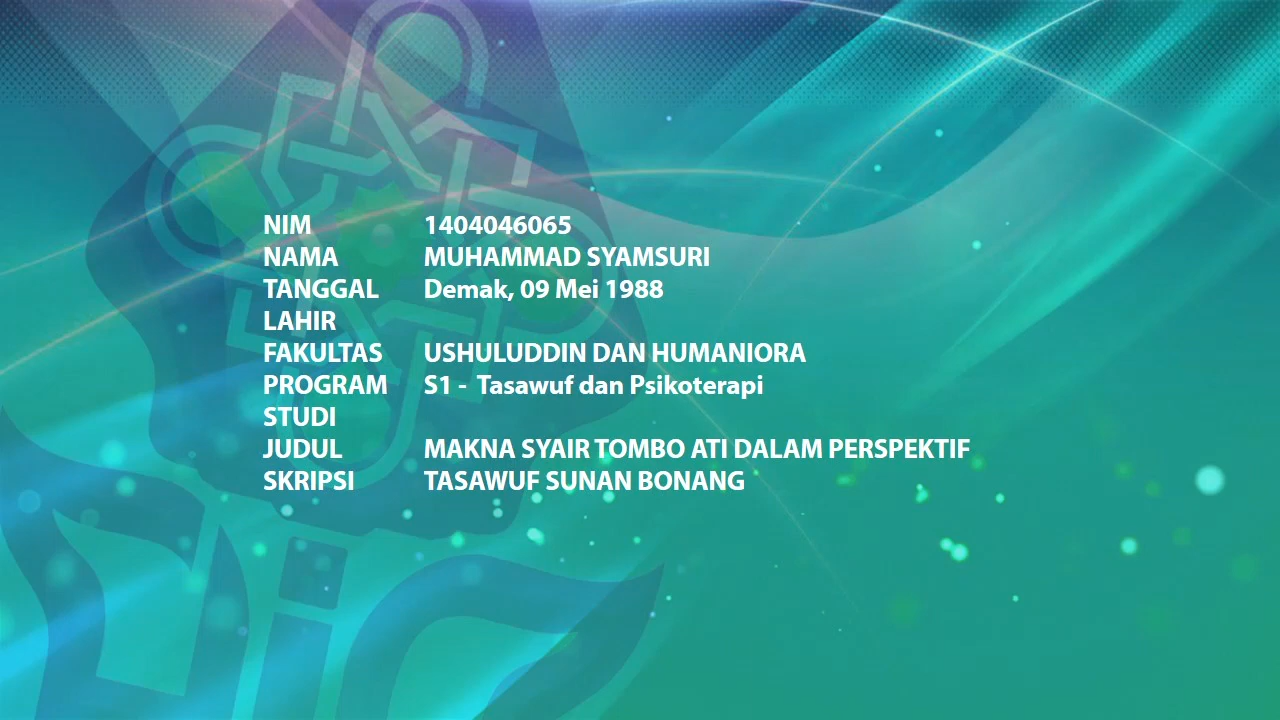 NIM 1404046065
NAMA MUHAMMAD SYAMSURI
TANGGAL Demak, 09 Mei 1988
LAHIR
FAKULTAS USHULUDDIN DAN HUMANIORA
PROGRAM S1 - Tasawuf dan Psikoterapi
STUDI
JUDUL MAKNA SYAIR TOMBO ATI DALAM PERSPEKTIF
SKRIPSI TASAWUF SUNAN BONANG